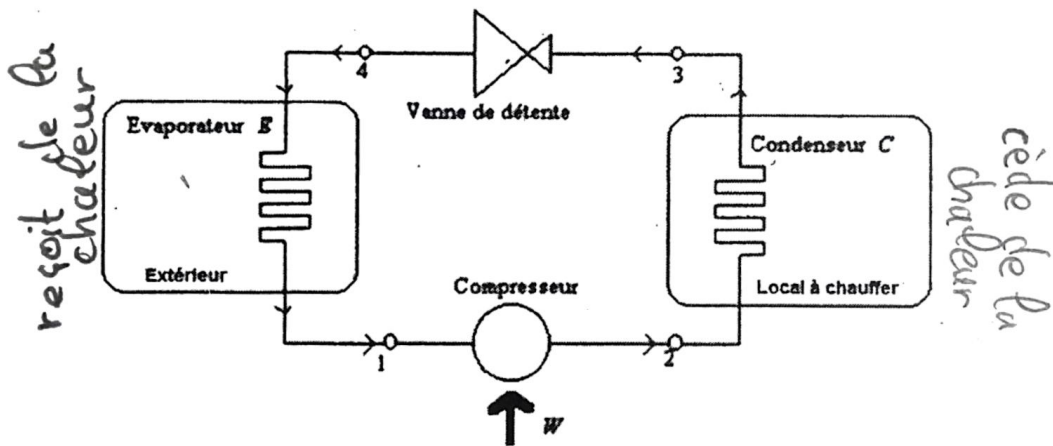 4
3
Vanne de détente
reçoit de la
chaleur
Evaporateur E
Extérieur
Condenseur C
Local à chauffer
cède de la
chaleur
Compresseur
1
2
W